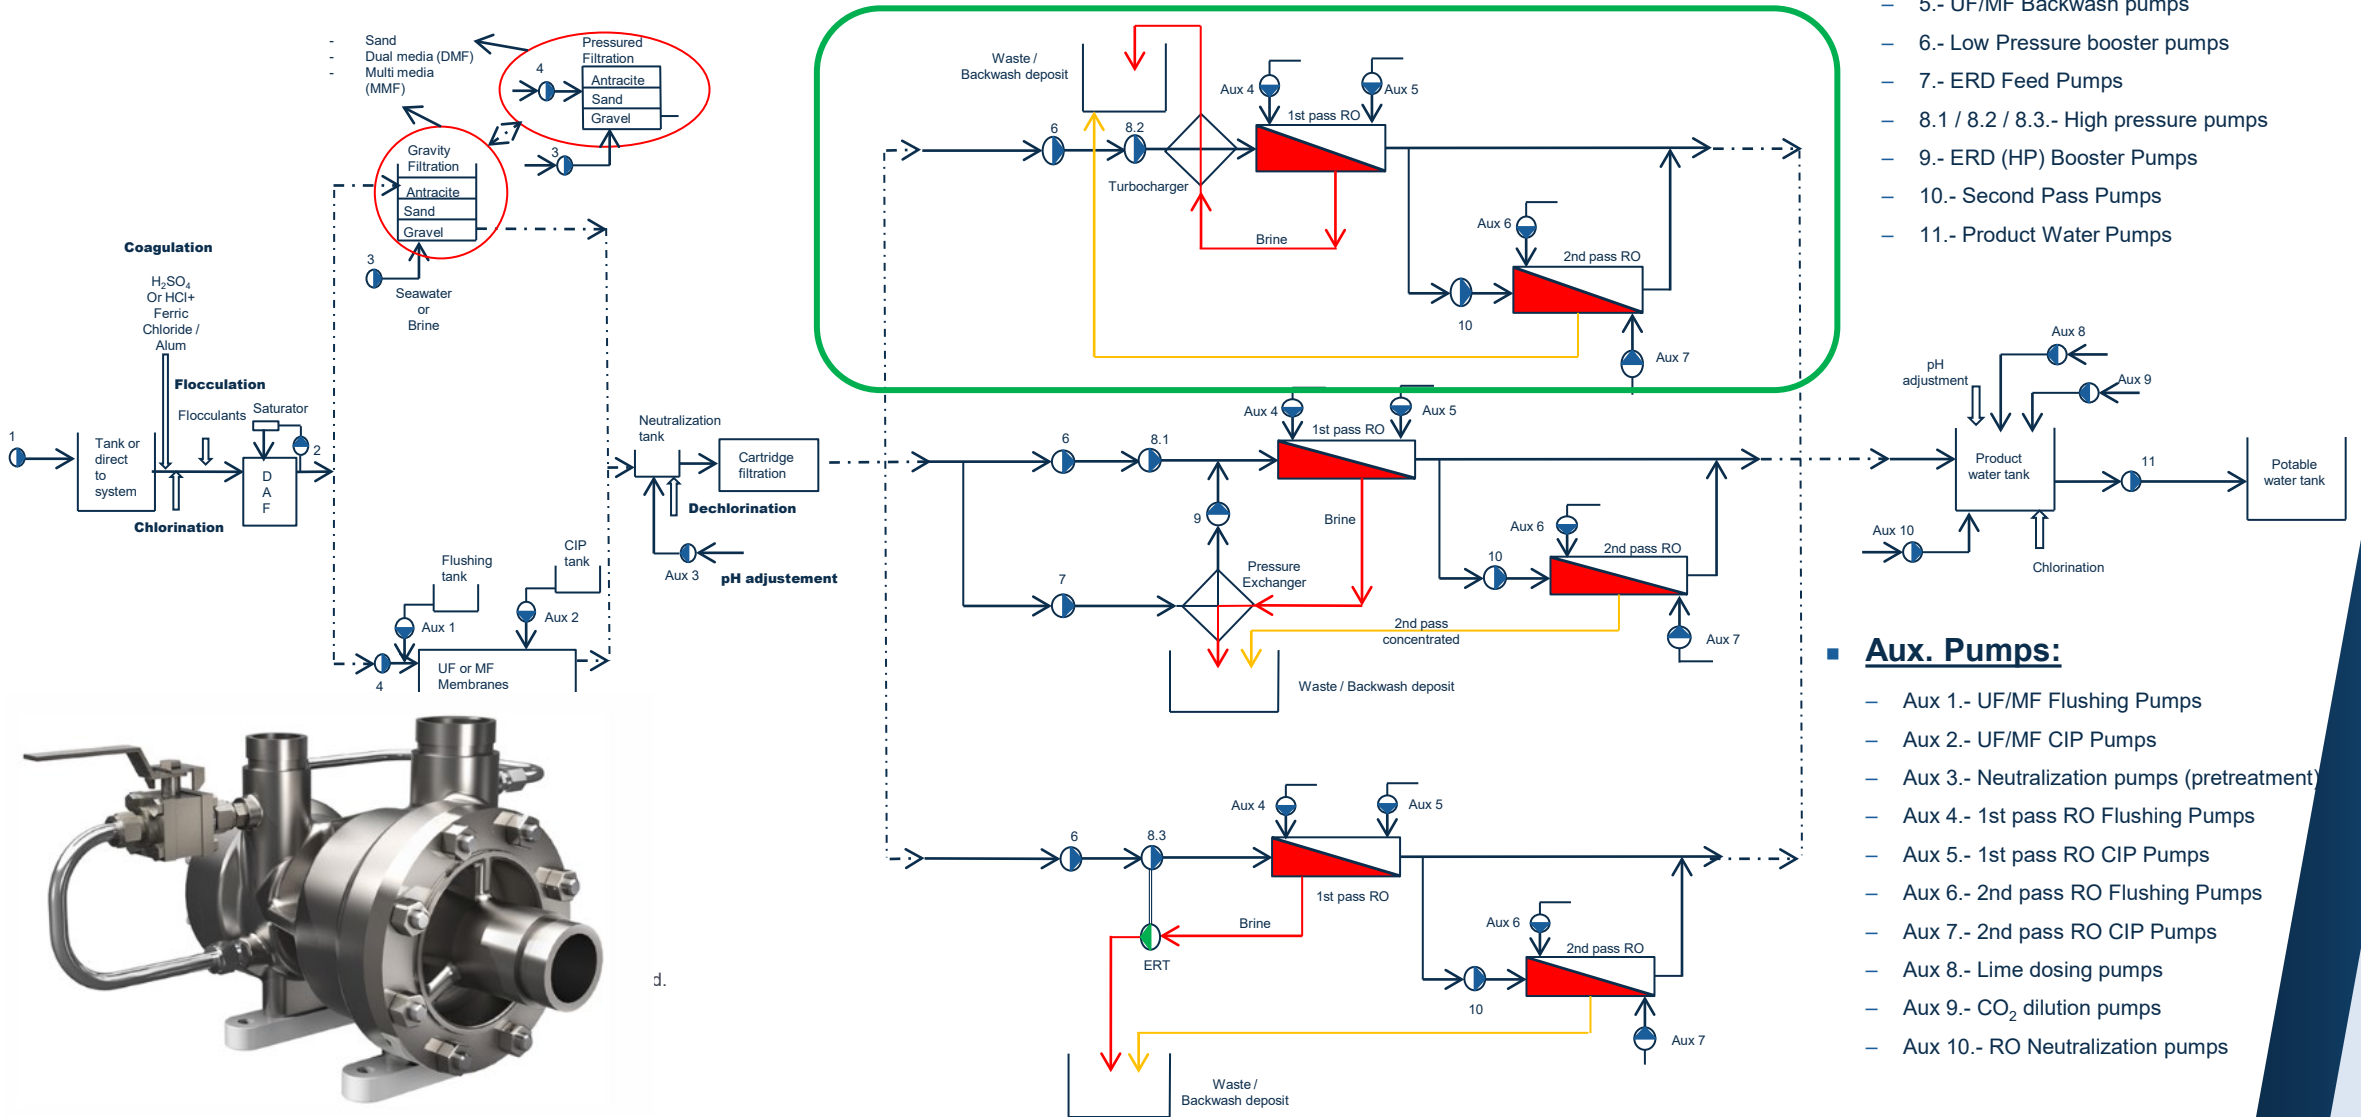 - Sand
- Dual media (DMF)
- Multi media
(MMF)
Pressured
Filtration
4
Antracite
Sand
Gravel
3
Gravity
Filtration
Antracite
Sand
Gravel
3
Seawater
or
Brine
Coagulation
H₂SO₄
Or HCl+
Ferric
Chloride /
Alum
Flocculation
Flocculants
Saturator
1
Tank or
direct
to
system
2
D
A
F
Chlorination
Flushing
tank
CIP
tank
Aux 1
Aux 2
4
UF or MF
Membranes
Neutralization
tank
Cartridge
filtration
Dechlorination
Aux 3
pH adjustement
d.
Waste /
Backwash deposit
Aux 4
Aux 5
6
8.2
1st pass RO
Turbocharger
Brine
Aux 6
2nd pass RO
10
Aux 7
Aux 4
Aux 5
6
8.1
1st pass RO
9
Brine
Aux 6
7
Pressure
Exchanger
10
2nd pass RO
2nd pass
concentrated
Aux 7
Waste / Backwash deposit
Aux 4
Aux 5
6
8.3
1st pass RO
Brine
ERT
Aux 6
2nd pass RO
10
Aux 7
Waste /
Backwash deposit
– 5.- UF/MF Backwash pumps
– 6.- Low Pressure booster pumps
– 7.- ERD Feed Pumps
– 8.1 / 8.2 / 8.3.- High pressure pumps
– 9.- ERD (HP) Booster Pumps
– 10.- Second Pass Pumps
– 11.- Product Water Pumps
Aux 8
pH
adjustment
Aux 9
Product
water tank
11
Potable
water tank
Aux 10
Chlorination
▪ Aux. Pumps:
– Aux 1.- UF/MF Flushing Pumps
– Aux 2.- UF/MF CIP Pumps
– Aux 3.- Neutralization pumps (pretreatment)
– Aux 4.- 1st pass RO Flushing Pumps
– Aux 5.- 1st pass RO CIP Pumps
– Aux 6.- 2nd pass RO Flushing Pumps
– Aux 7.- 2nd pass RO CIP Pumps
– Aux 8.- Lime dosing pumps
– Aux 9.- CO₂ dilution pumps
– Aux 10.- RO Neutralization pumps